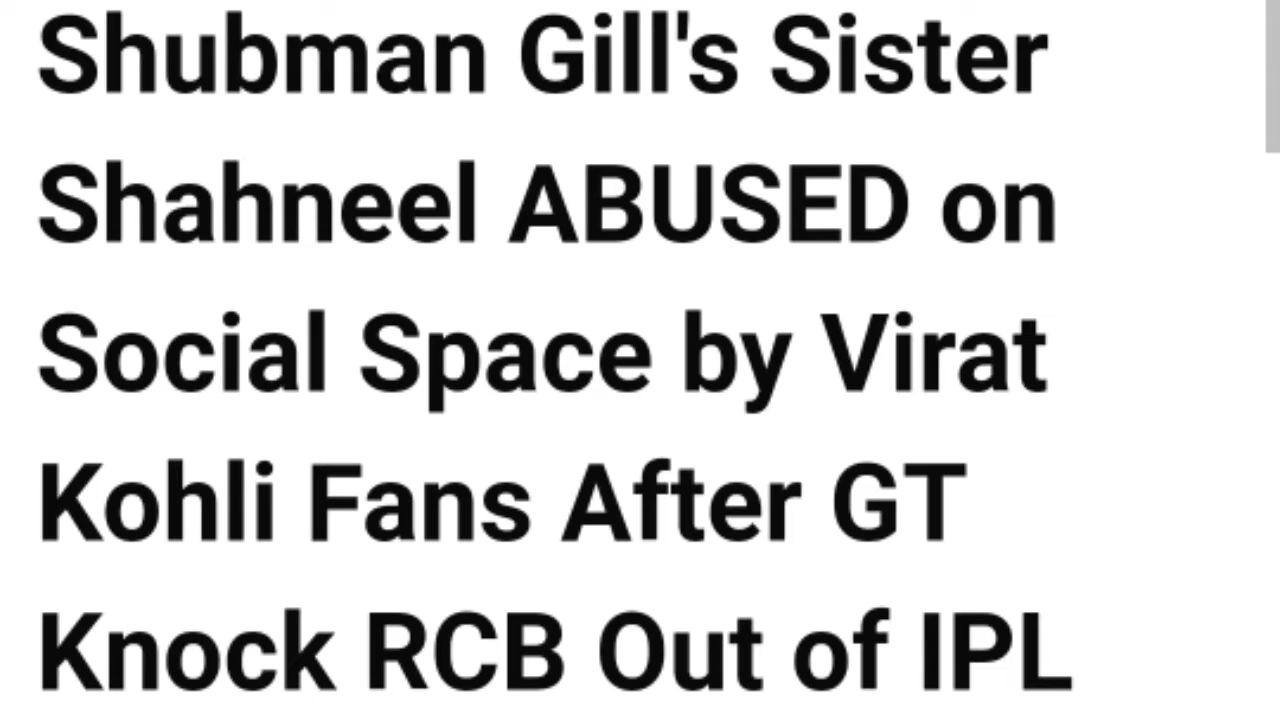 Shubman Gill's Sister
Shahneel ABUSED on
Social Space by Virat
Kohli Fans After GT
Knock RCB Out of IPL